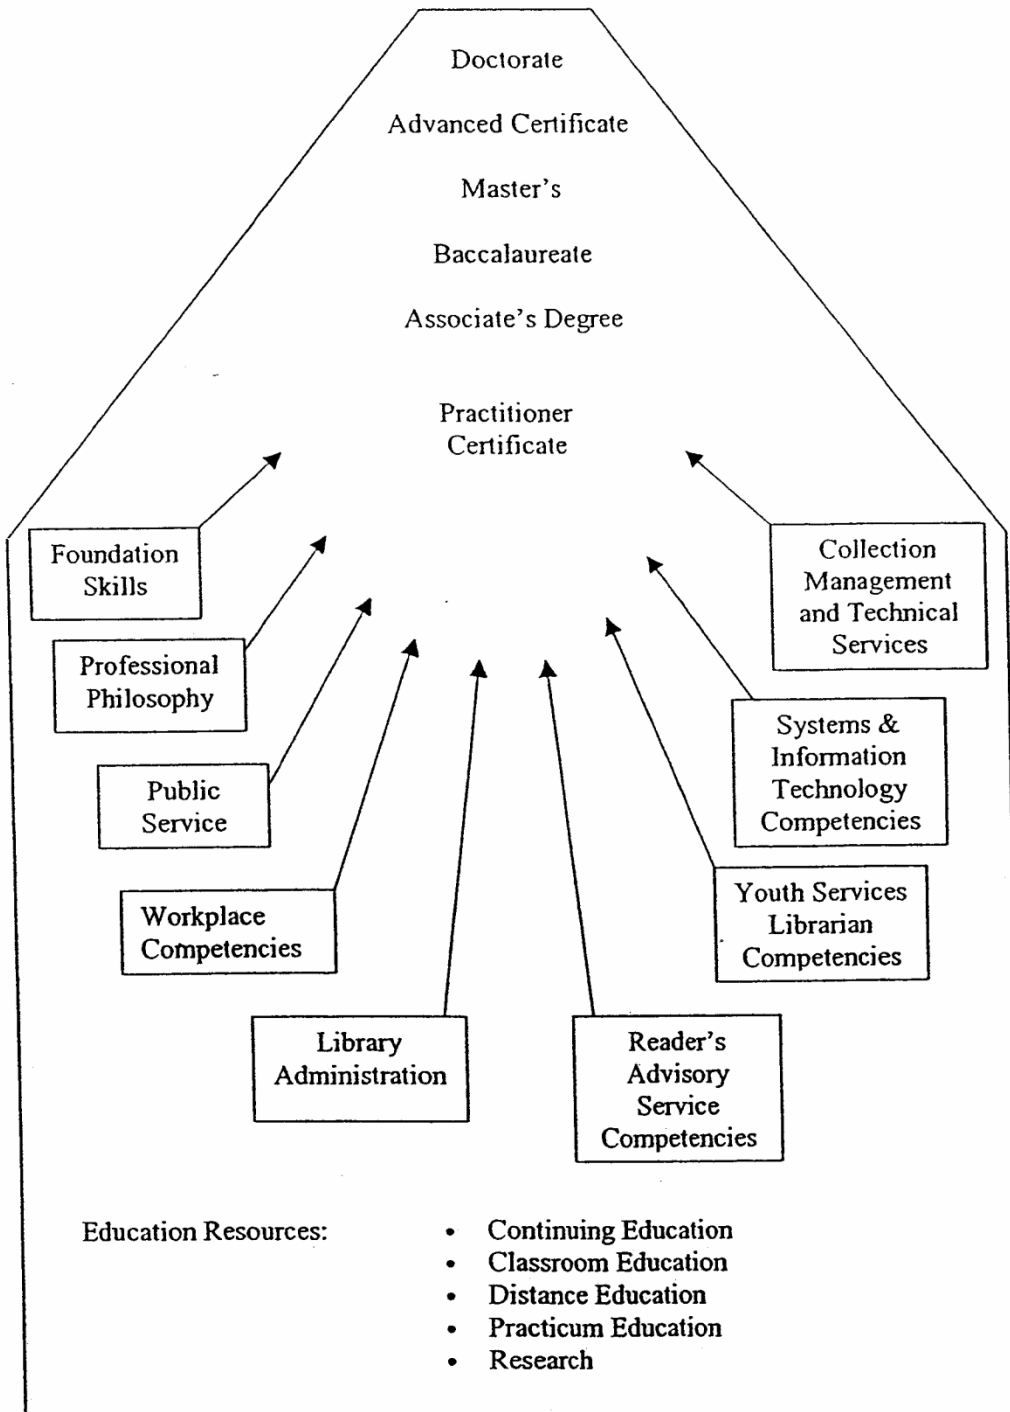 Doctorate
Advanced Certificate
Master's
Baccalaureate
Associate's Degree
Practitioner
Certificate
Foundation
Skills
Professional
Philosophy
Public
Service
Workplace
Competencies
Library
Administration
Reader's
Advisory
Service
Competencies
Youth Services
Librarian
Competencies
Systems &
Information
Technology
Competencies
Collection
Management
and Technical
Services
Education Resources:
• Continuing Education
• Classroom Education
• Distance Education
• Practicum Education
• Research